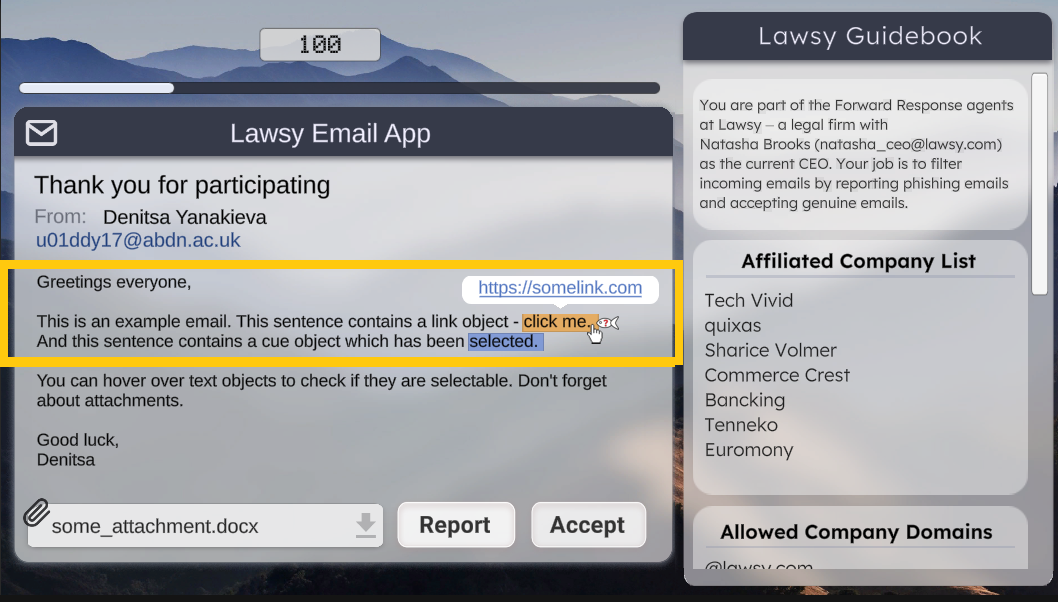 100
Lawsy Email App
Thank you for participating
From: Denitsa Yanakieva
u01ddy17@abdn.ac.uk
Greetings everyone,
https://somelink.com
This is an example email. This sentence contains a link object - click me.
And this sentence contains a cue object which has been selected.
You can hover over text objects to check if they are selectable. Don't forget
about attachments.
Good luck,
Denitsa
some_attachment.docx
Report
Accept
Lawsy Guidebook
You are part of the Forward Response agents
at Lawsy – a legal firm with
Natasha Brooks (natasha_ceo@lawsy.com)
as the current CEO. Your job is to filter
incoming emails by reporting phishing emails
and accepting genuine emails.
Affiliated Company List
Tech Vivid
quixas
Sharice Volmer
Commerce Crest
Bancking
Tenneko
Euromony
Allowed Company Domains
@lawsy.com